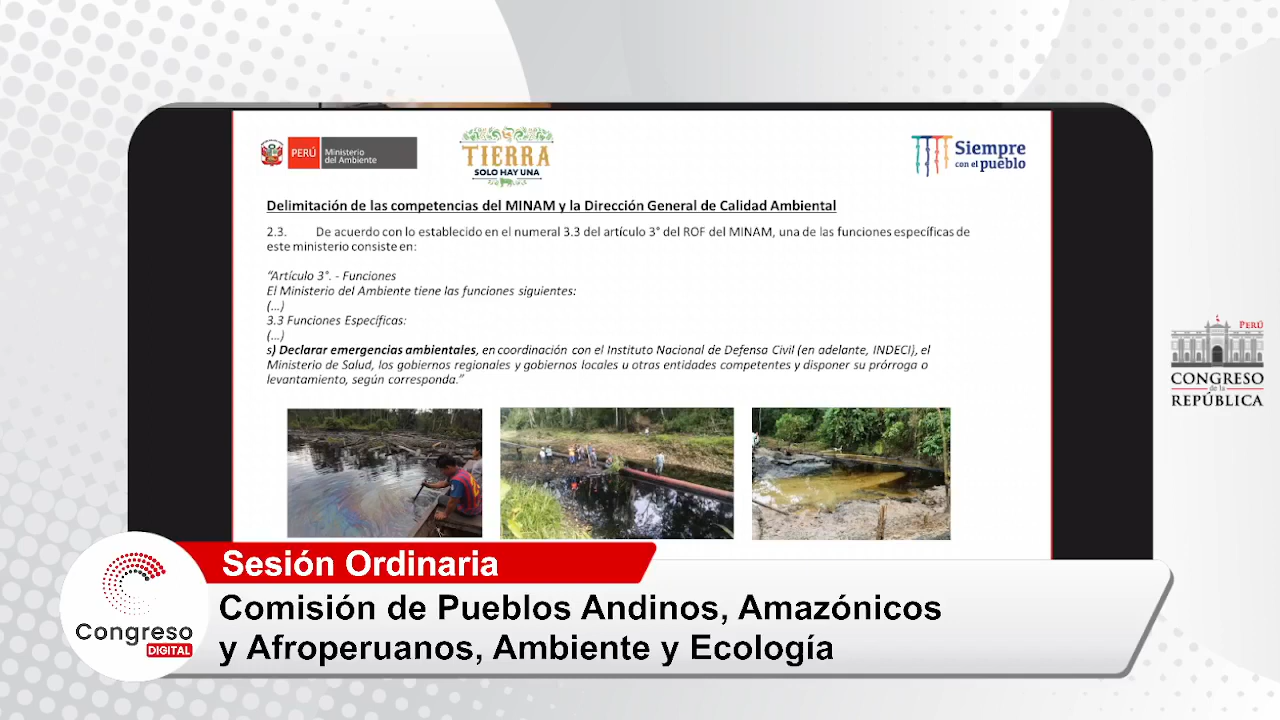 PERÚ
Ministerio
del Ambiente
TIERRA
SOLO HAY UNA
Siempre
con el pueblo
Delimitación de las competencias del MINAM y la Dirección General de Calidad Ambiental
2.3. De acuerdo con lo establecido en el numeral 3.3 del artículo 3° del ROF del MINAM, una de las funciones específicas de
este ministerio consiste en:
“Artículo 3°. - Funciones
El Ministerio del Ambiente tiene las funciones siguientes:
(...)
3.3 Funciones Específicas:
(...)
s) Declarar emergencias ambientales, en coordinación con el Instituto Nacional de Defensa Civil (en adelante, INDECI), el
Ministerio de Salud, los gobiernos regionales y gobiernos locales u otras entidades competentes y disponer su prórroga o
levantamiento, según corresponda.”
PERÚ
CONGRESO
de la
REPÚBLICA
Sesión Ordinaria
Comisión de Pueblos Andinos, Amazónicos
y Afroperuanos, Ambiente y Ecología
Congreso
DIGITAL